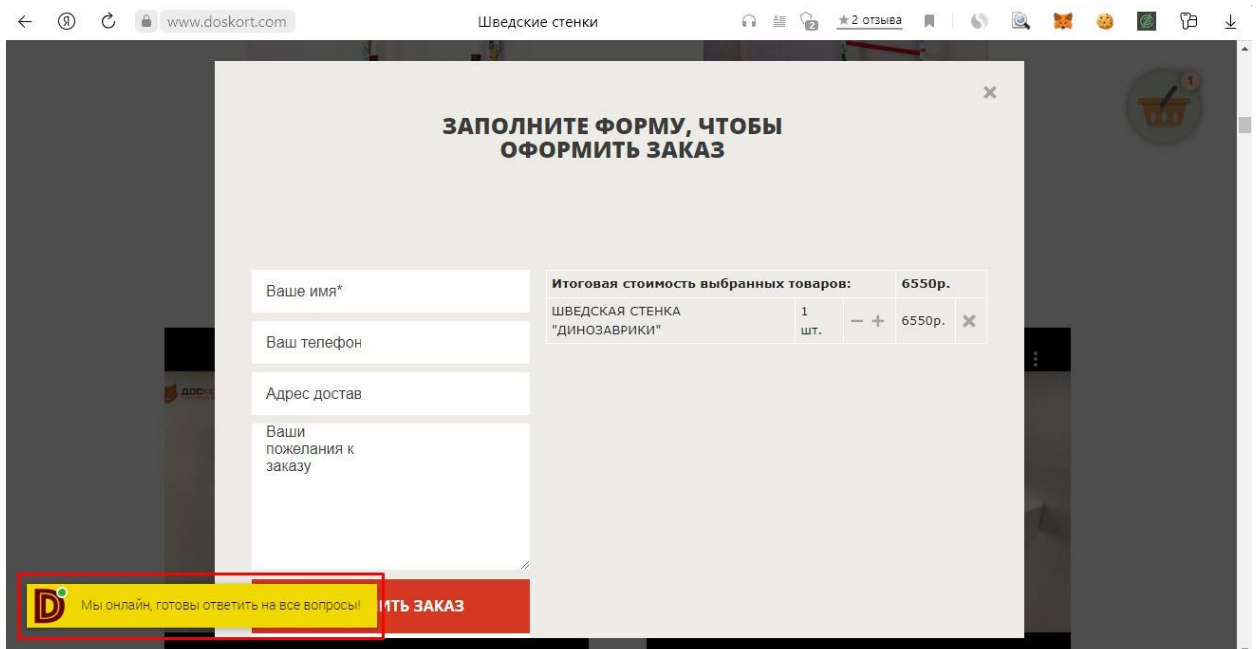 www.doskort.com
Шведские стенки
2
★ 2 отзыва
1
ЗАПОЛНИТЕ ФОРМУ, ЧТОБЫ
ОФОРМИТЬ ЗАКАЗ
Ваше имя*
Ваш телефон
Адрес достав
Ваши
пожелания к
заказу
Итоговая стоимость выбранных товаров: 6550р.
ШВЕДСКАЯ СТЕНКА
"ДИНОЗАВРИКИ"
1
шт.
6550р.
Мы онлайн, готовы ответить на все вопросы!
ИТЬ ЗАКАЗ